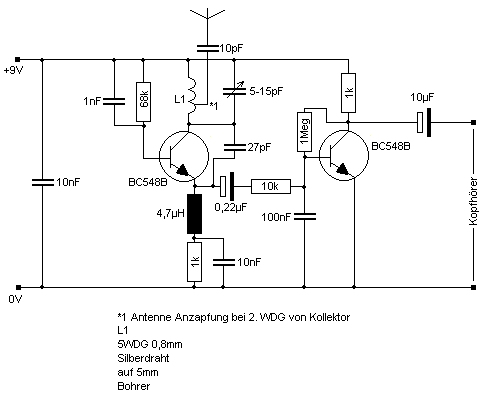 10pF
+9V
1nF
68k
L1
*1
5-15pF
1k
10µF
27pF
1Meg
BC548B
BC548B
10nF
0,22µF
10k
4,7µH
100nF
Kopfhörer
1k
10nF
0V
*1 Antenne Anzapfung bei 2. WDG von Kollektor
L1
5WDG 0,8mm
Silberdraht
auf 5mm
Bohrer